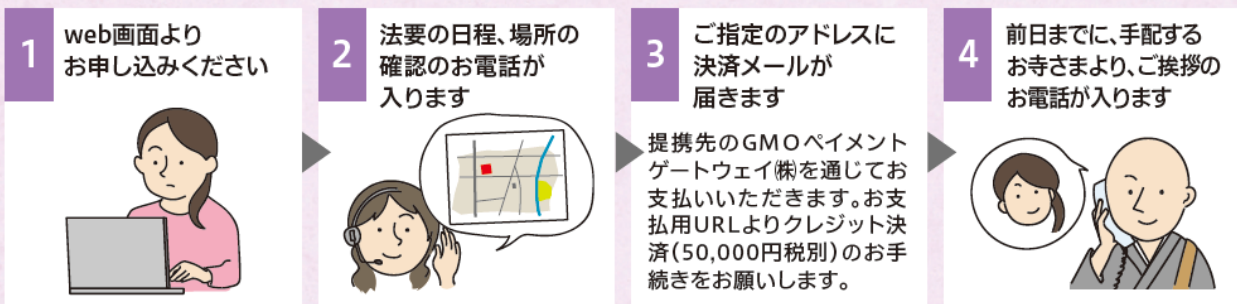 1
web画面より
お申し込みください
2
法要の日程、場所の
確認のお電話が
入ります
3
ご指定のアドレスに
決済メールが
届きます
提携先のGMOペイメント
ゲートウェイ㈱を通じてお
支払いいただきます。お支
払用URLよりクレジット決
済(50,000円税別)のお手
続きをお願いします。
4
前日までに、手配する
お寺さまより、ご挨拶の
お電話が入ります